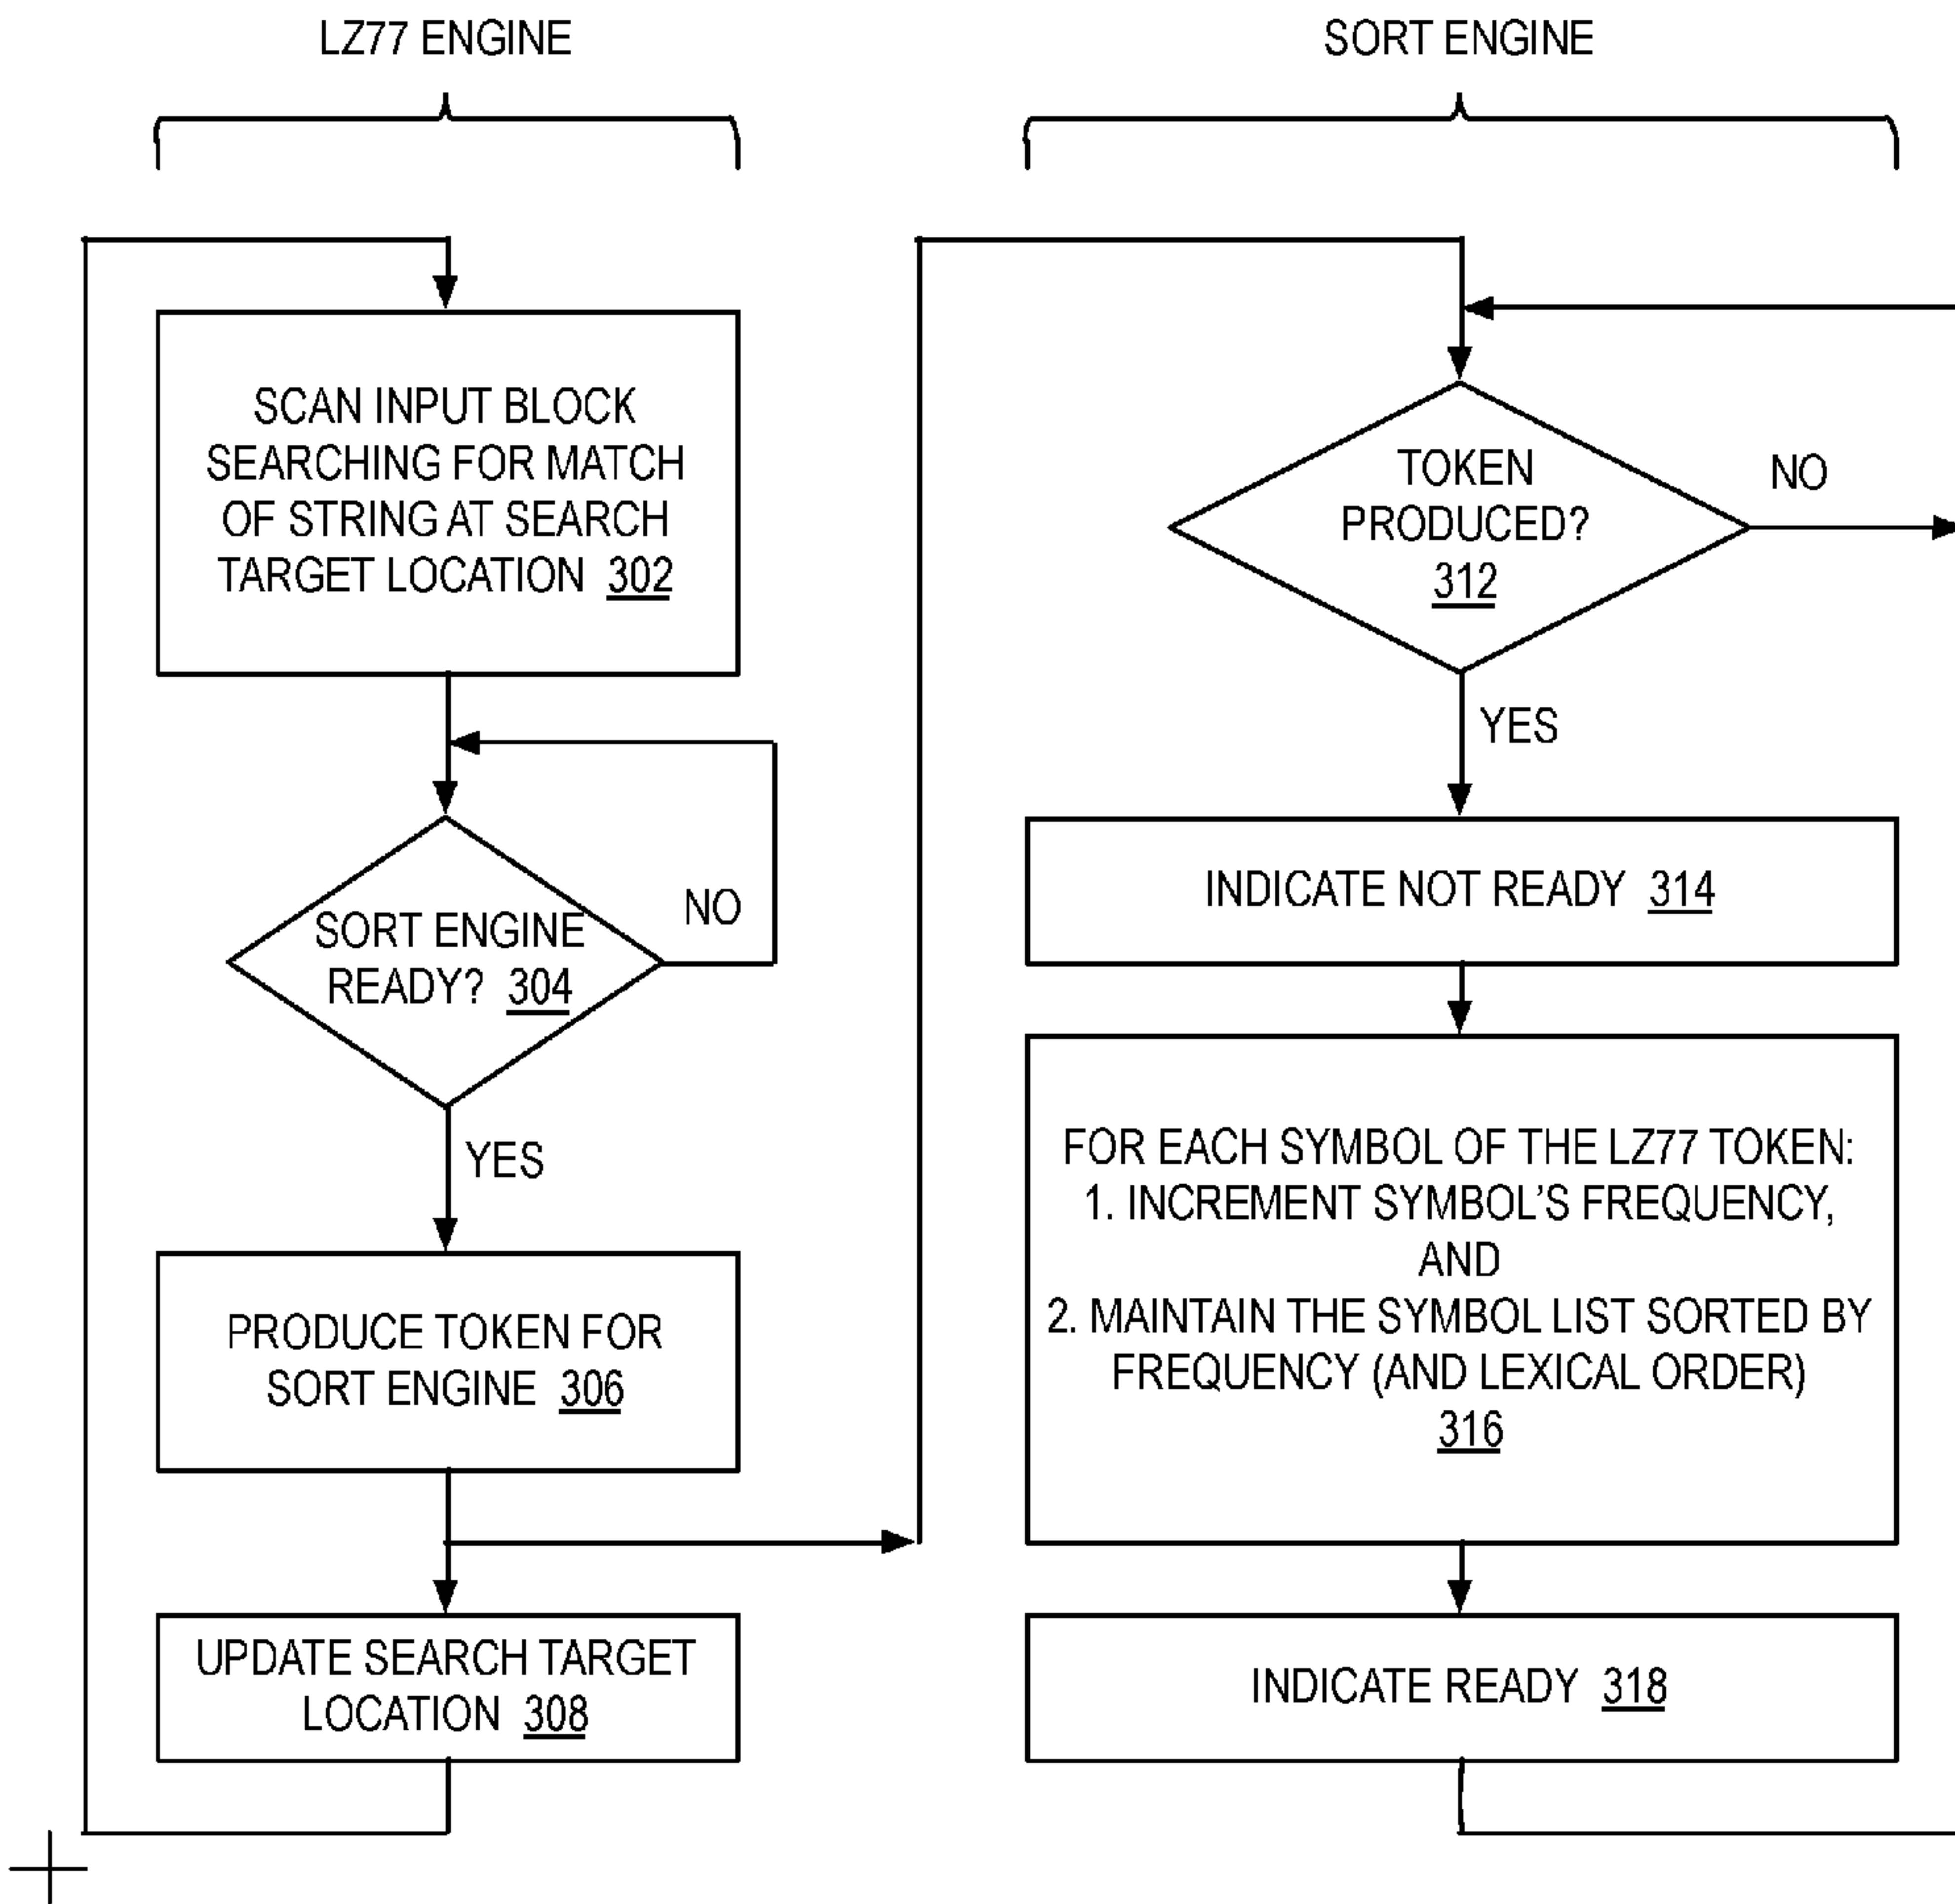 LZ77 ENGINE
SCAN INPUT BLOCK
SEARCHING FOR MATCH
OF STRING AT SEARCH
TARGET LOCATION 302
SORT ENGINE
READY? 304
NO
YES
PRODUCE TOKEN FOR
SORT ENGINE 306
UPDATE SEARCH TARGET
LOCATION 308
SORT ENGINE
TOKEN
PRODUCED?
312
NO
YES
INDICATE NOT READY 314
FOR EACH SYMBOL OF THE LZ77 TOKEN:
1. INCREMENT SYMBOL'S FREQUENCY,
AND
2. MAINTAIN THE SYMBOL LIST SORTED BY
FREQUENCY (AND LEXICAL ORDER)
316
INDICATE READY 318